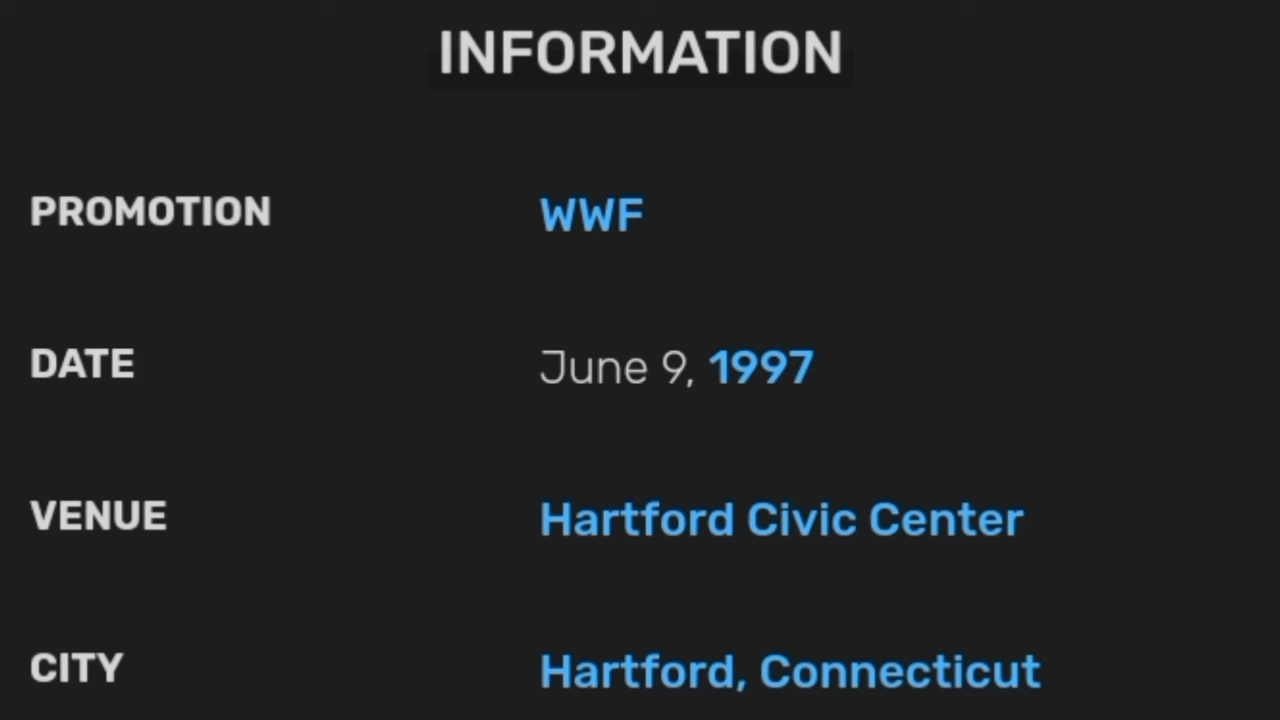 INFORMATION
PROMOTION WWF
DATE June 9, 1997
VENUE Hartford Civic Center
CITY Hartford, Connecticut